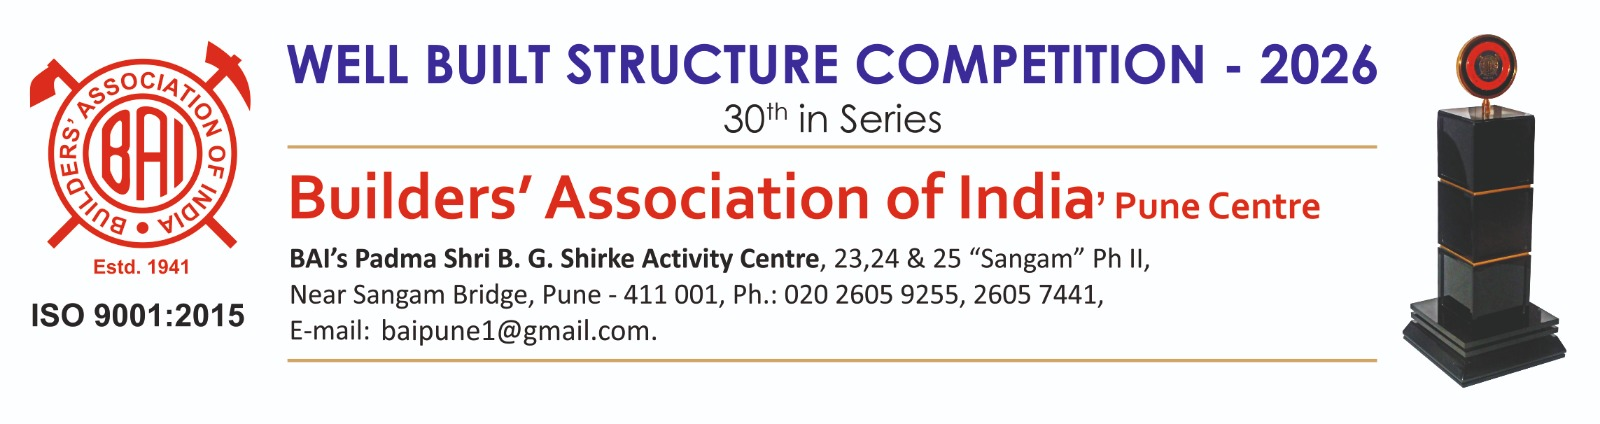 BUILDERS' ASSOCIATION OF INDIA •
BAI
Estd. 1941
ISO 9001:2015
WELL BUILT STRUCTURE COMPETITION - 2026
30th in Series
Builders’ Association of India’ Pune Centre
BAI’s Padma Shri B. G. Shirke Activity Centre, 23,24 & 25 “Sangam” Ph II,
Near Sangam Bridge, Pune - 411 001, Ph.: 020 2605 9255, 2605 7441,
E-mail: baipune1@gmail.com.